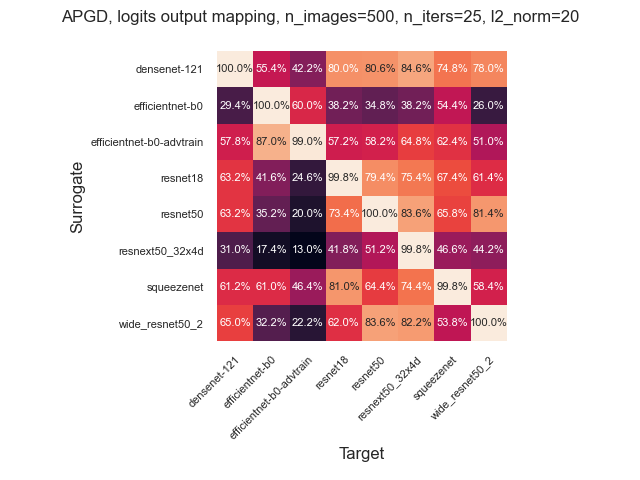 APGD, logits output mapping, n_images=500, n_iters=25, l2_norm=20
Surrogate
densenet-121 100.0% 55.4% 42.2% 80.0% 80.6% 84.6% 74.8% 78.0%
efficientnet-b0 29.4% 100.0% 60.0% 38.2% 34.8% 38.2% 54.4% 26.0%
efficientnet-b0-advtrain 57.8% 87.0% 99.0% 57.2% 58.2% 64.8% 62.4% 51.0%
resnet18 63.2% 41.6% 24.6% 99.8% 79.4% 75.4% 67.4% 61.4%
resnet50 63.2% 35.2% 20.0% 73.4% 100.0% 83.6% 65.8% 81.4%
resnext50_32x4d 31.0% 17.4% 13.0% 41.8% 51.2% 99.8% 46.6% 44.2%
squeezenet 61.2% 61.0% 46.4% 81.0% 64.4% 74.4% 99.8% 58.4%
wide_resnet50_2 65.0% 32.2% 22.2% 62.0% 83.6% 82.2% 53.8% 100.0%
densenet-121
efficientnet-b0
efficientnet-b0-advtrain
resnet18
resnet50
resnext50_32x4d
squeezenet
wide_resnet50_2
Target